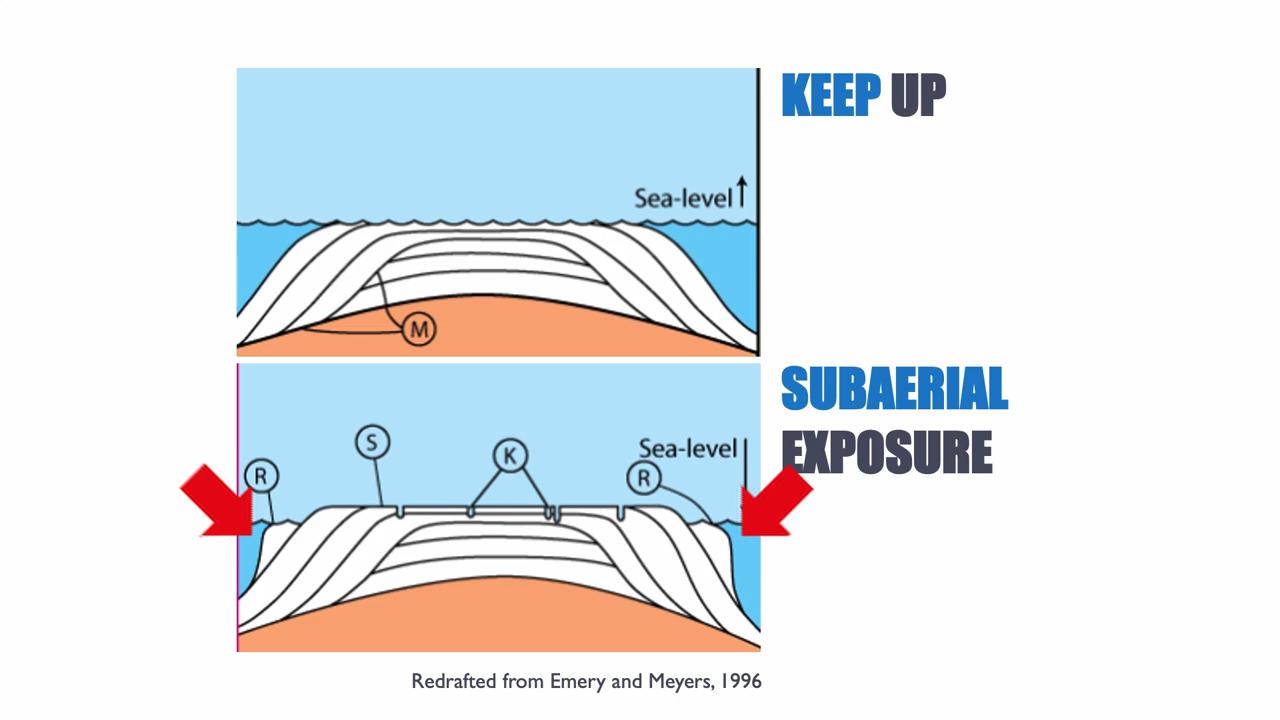 KEEP UP
Sea-level
M
SUBAERIAL
EXPOSURE
S
K
Sea-level
R
R
Redrafted from Emery and Meyers, 1996